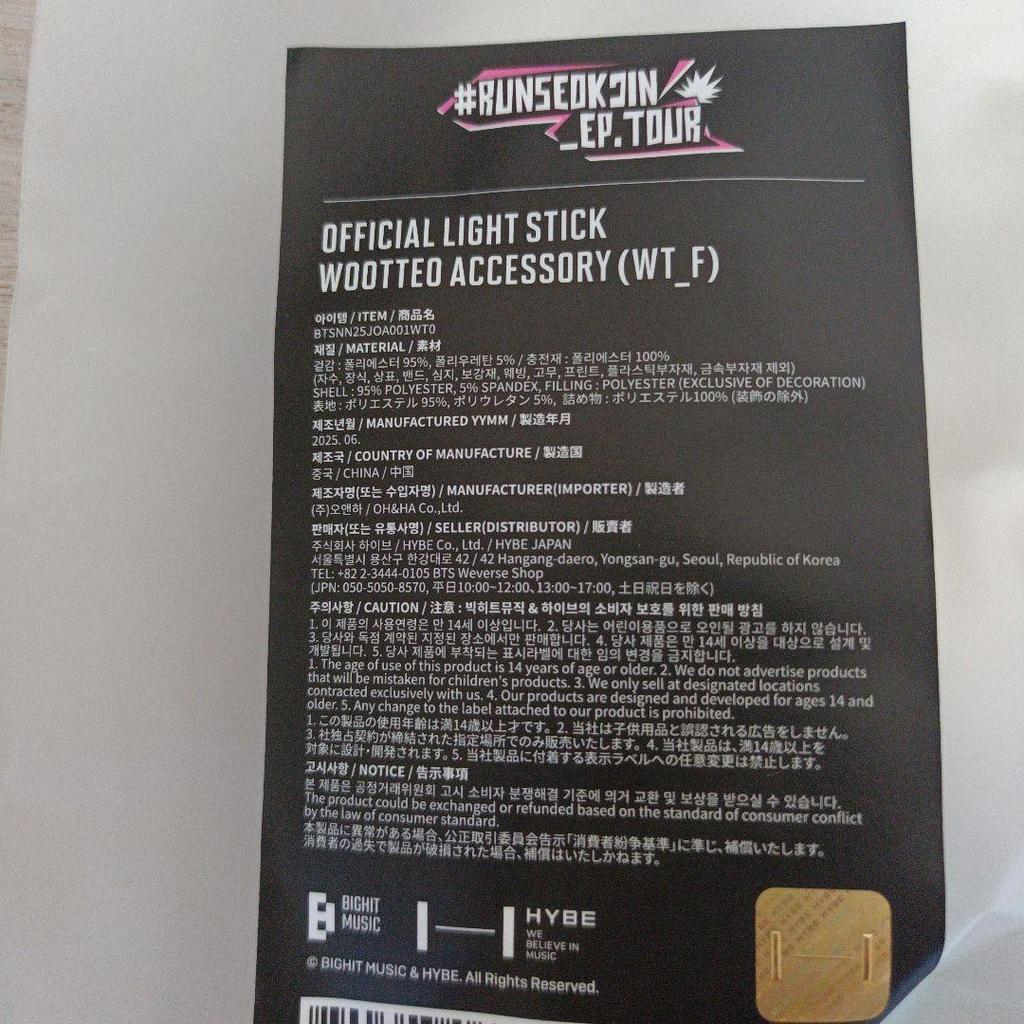 #RUNSEOKJIN
_EP.TOUR
OFFICIAL LIGHT STICK
WOOTTEO ACCESSORY (WT_F)
아이템 / ITEM / 商品名
BTSNN25JOA001WT0
재질 / MATERIAL / 素材
겉감 : 폴리에스터 95%, 폴리우레탄 5% / 충전재 : 폴리에스터 100%
(자수, 장식, 상표, 밴드, 심지, 보강재, 웨빙, 고무, 프린트, 플라스틱부자재, 금속부자재 제외)
SHELL : 95% POLYESTER, 5% SPANDEX, FILLING : POLYESTER (EXCLUSIVE OF DECORATION)
表地 : ポリエステル 95%, ポリウレタン 5%, 詰め物 : ポリエステル100% (装飾の除外)
제조년월 / MANUFACTURED YYMM / 製造年月
2025. 06.
제조국 / COUNTRY OF MANUFACTURE / 製造国
중국 / CHINA / 中国
제조자명(또는 수입자명) / MANUFACTURER(IMPORTER) / 製造者
(주)오앤하 / OH&HA Co.,Ltd.
판매자(또는 유통사명) / SELLER(DISTRIBUTOR) / 販賣者
주식회사 하이브 / HYBE Co., Ltd. / HYBE JAPAN
서울특별시 용산구 한강대로 42 / 42 Hangang-daero, Yongsan-gu, Seoul, Republic of Korea
TEL: +82 2-3444-0105 BTS Weverse Shop
(JPN: 050-5050-8570, 平日10:00~12:00、13:00~17:00, 土日祝日を除く)
주의사항 / CAUTION / 注意 : 빅히트뮤직 & 하이브의 소비자 보호를 위한 판매 방침
1. 이 제품의 사용연령은 만 14세 이상입니다. 2. 당사는 어린이용품으로 오인될 광고를 하지 않습니다.
3. 당사와 독점 계약된 지정된 장소에서만 판매합니다. 4. 당사 제품은 만 14세 이상을 대상으로 설계 및
개발됩니다. 5. 당사 제품에 부착되는 표시라벨에 대한 임의 변경을 금지합니다.
1. The age of use of this product is 14 years of age or older. 2. We do not advertise products
that will be mistaken for children's products. 3. We only sell at designated locations
contracted exclusively with us. 4. Our products are designed and developed for ages 14 and
older. 5. Any change to the label attached to our product is prohibited.
1. この製品の使用年齢は満14歳以上才です。2. 当社は子供用品と誤認される広告をしません。
3. 社独占契約が締結された指定場所でのみ販売いたします。4. 当社製品は、満14歳以上を
対象に設計・開発されます。5. 当社製品に付着する表示ラベルへの任意変更は禁止します。
고시사항 / NOTICE / 告示事項
본 제품은 공정거래위원회 고시 소비자 분쟁해결 기준에 의거 교환 및 보상을 받으실 수 있습니다.
The product could be exchanged or refunded based on the standard of consumer conflict
by the law of consumer standard.
本製品に異常がある場合、公正取引委員会告示「消費者紛争基準」に準じ、補償いたします。
消費者の過失で製品が破損された場合、補償はいたしかねます。
BIGHIT
MUSIC
HYBE
WE
BELIEVE IN
MUSIC
© BIGHIT MUSIC & HYBE. All Rights Reserved.